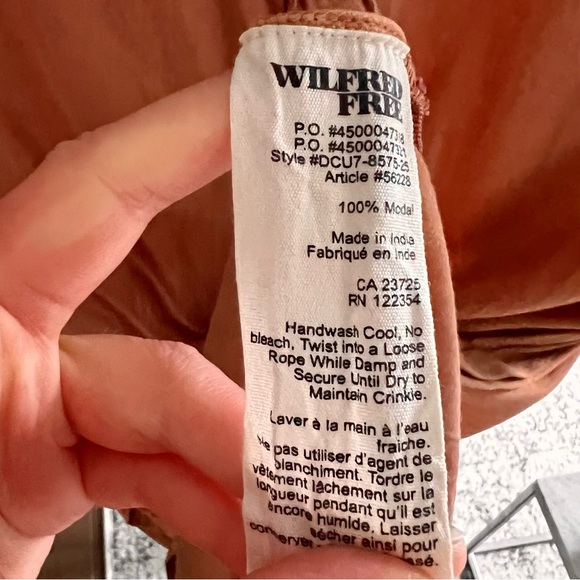 WILFRED
FREE
P.O. #4500047318
P.O. #4500047321
Style #DCU7-8575-25
Article #56228
100% Modal
Made in India
Fabriqué en Inde
CA 23725
RN 122354
Handwash Cool, No
bleach, Twist into a Loose
Rope While Damp and
Secure Until Dry to
Maintain Crinkle.
Laver à la main à l'eau
fraiche.
Ne pas utiliser d'agent de
blanchiment. Tordre le
vêtement lâchement sur la
longueur pendant qu'il est
encore humide. Laisser
sécher ainsi pour